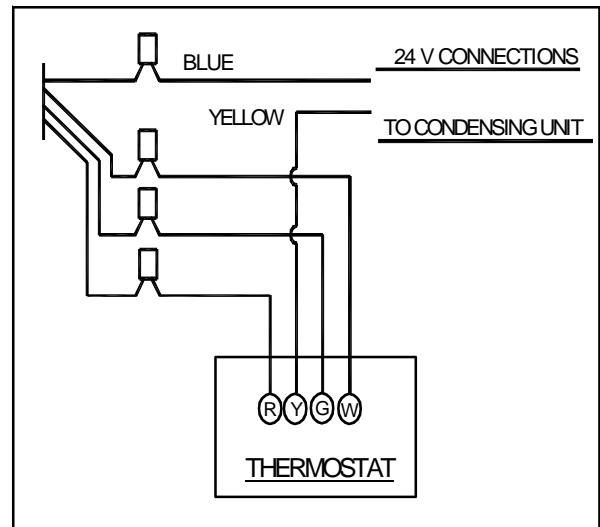 BLUE
24 V CONNECTIONS
YELLOW
TO CONDENSING UNIT
R Y G W
THERMOSTAT